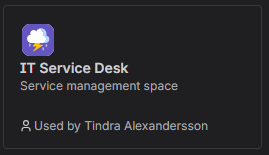 IT Service Desk
Service management space
Used by Tindra Alexandersson